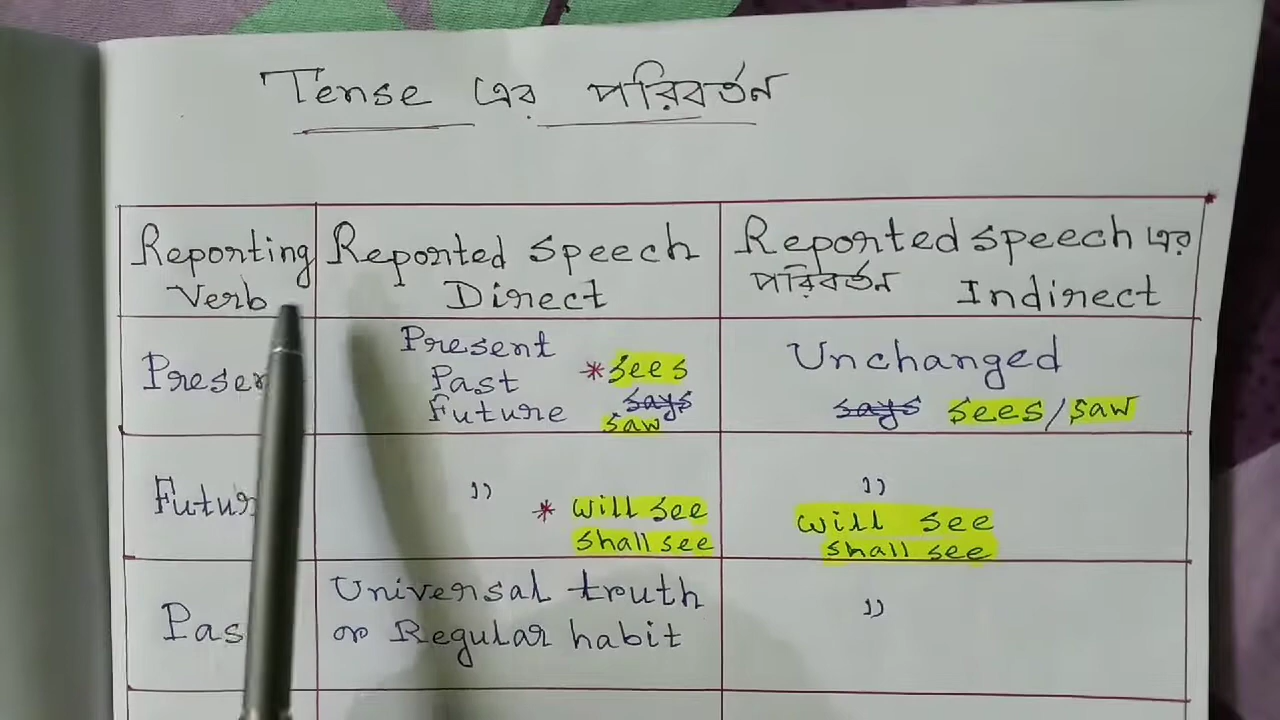 Tense এর পরিবর্তন
Reporting Verb
Reported Speech Direct
Reported speech এর পরিবর্তন Indirect
Present
Past
Future
*sees
says
saw
Unchanged
says sees/saw
"
* will see
shall see
"
will see
shall see
Universal truth
or Regular habit
"